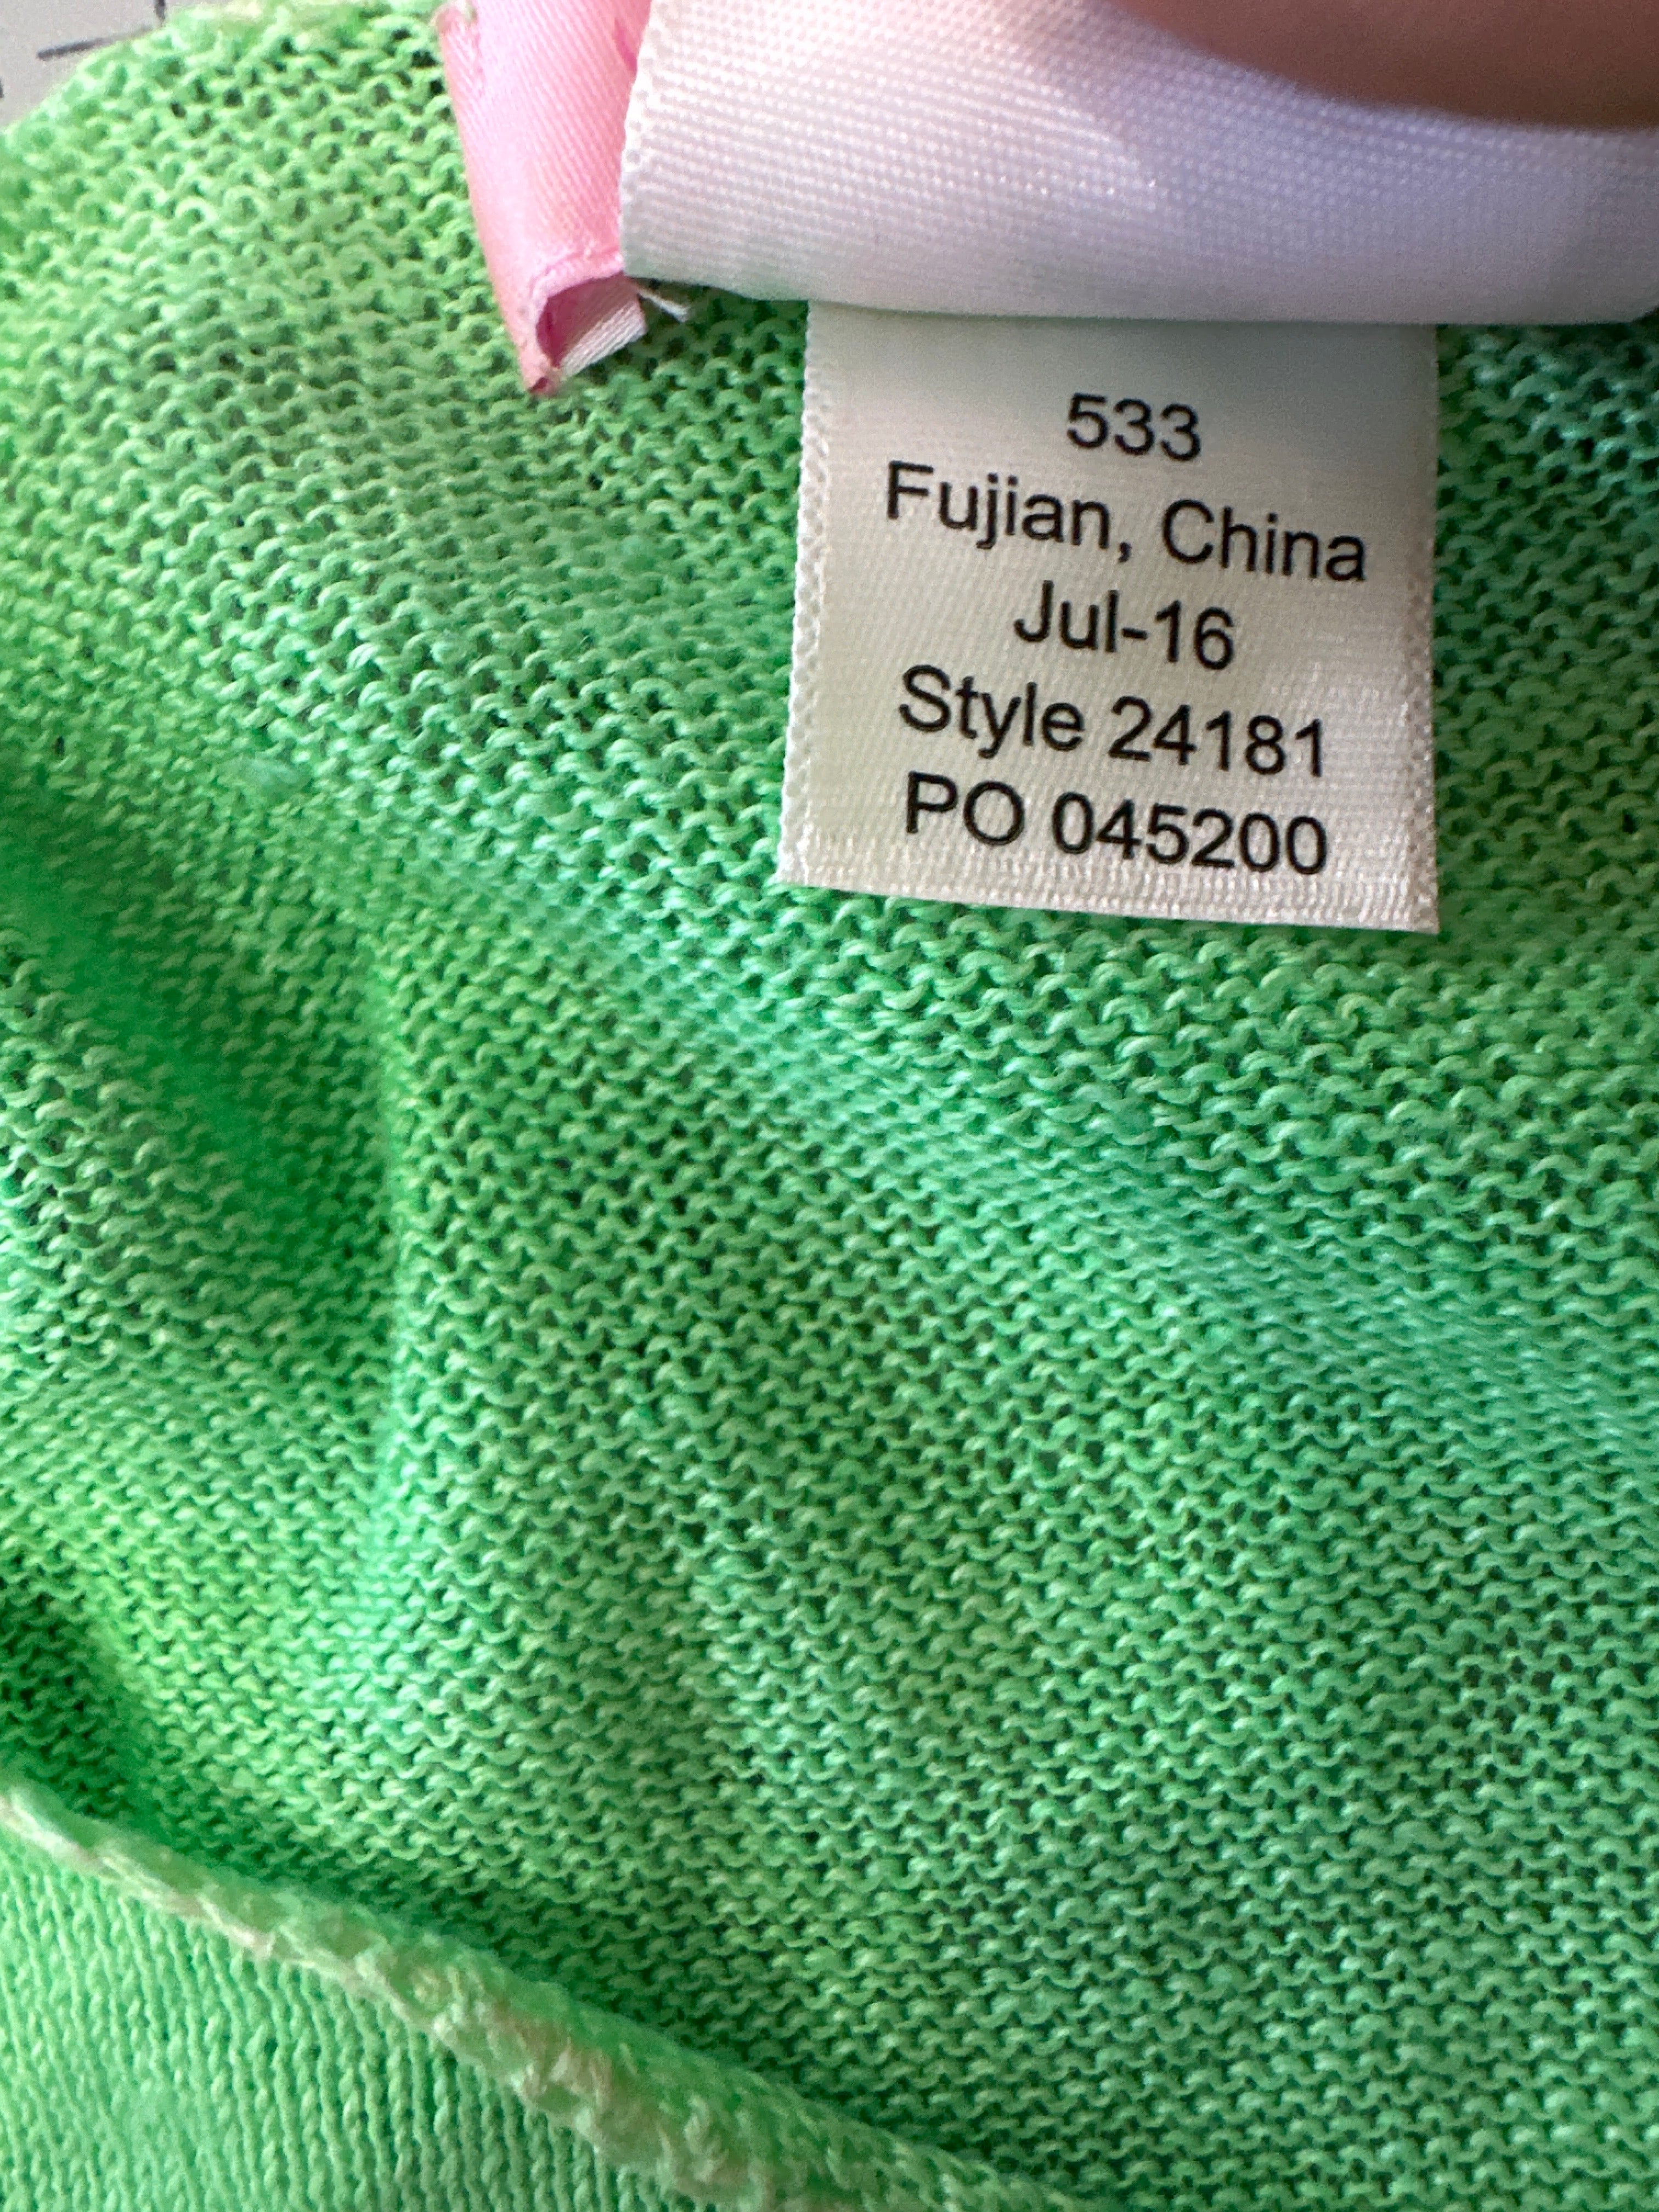 533
Fujian, China
Jul-16
Style 24181
PO 045200